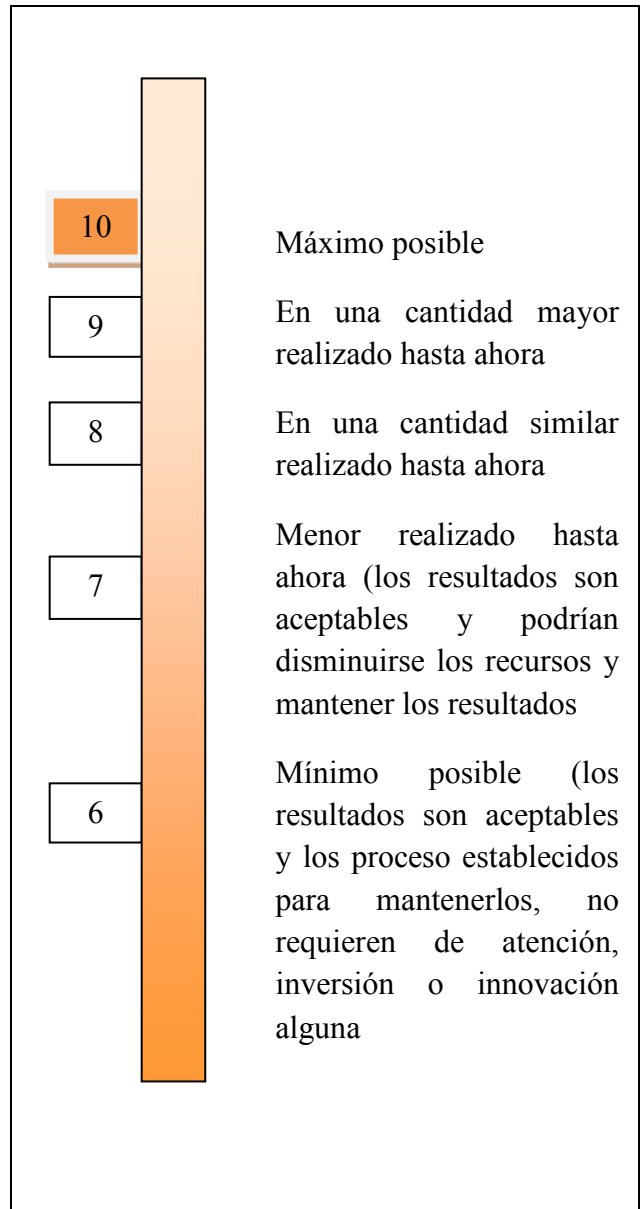 10
Máximo posible
9
En una cantidad mayor
realizado hasta ahora
8
En una cantidad similar
realizado hasta ahora
7
Menor realizado hasta
ahora (los resultados son
aceptables y podrían
disminuirse los recursos y
mantener los resultados
6
Mínimo posible (los
resultados son aceptables
y los proceso establecidos
para mantenerlos, no
requieren de atención,
inversión o innovación
alguna